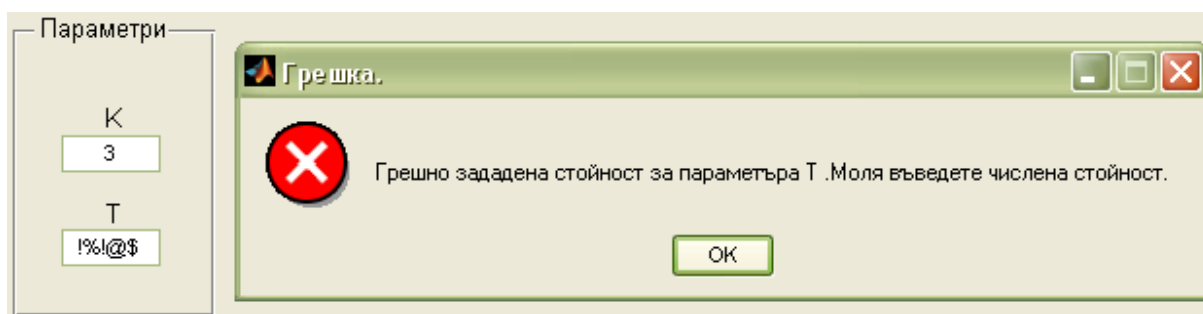 Параметри
K
3
T
!%!@$
Грешка.
Грешно зададена стойност за параметъра T .Моля въведете числена стойност.
OK